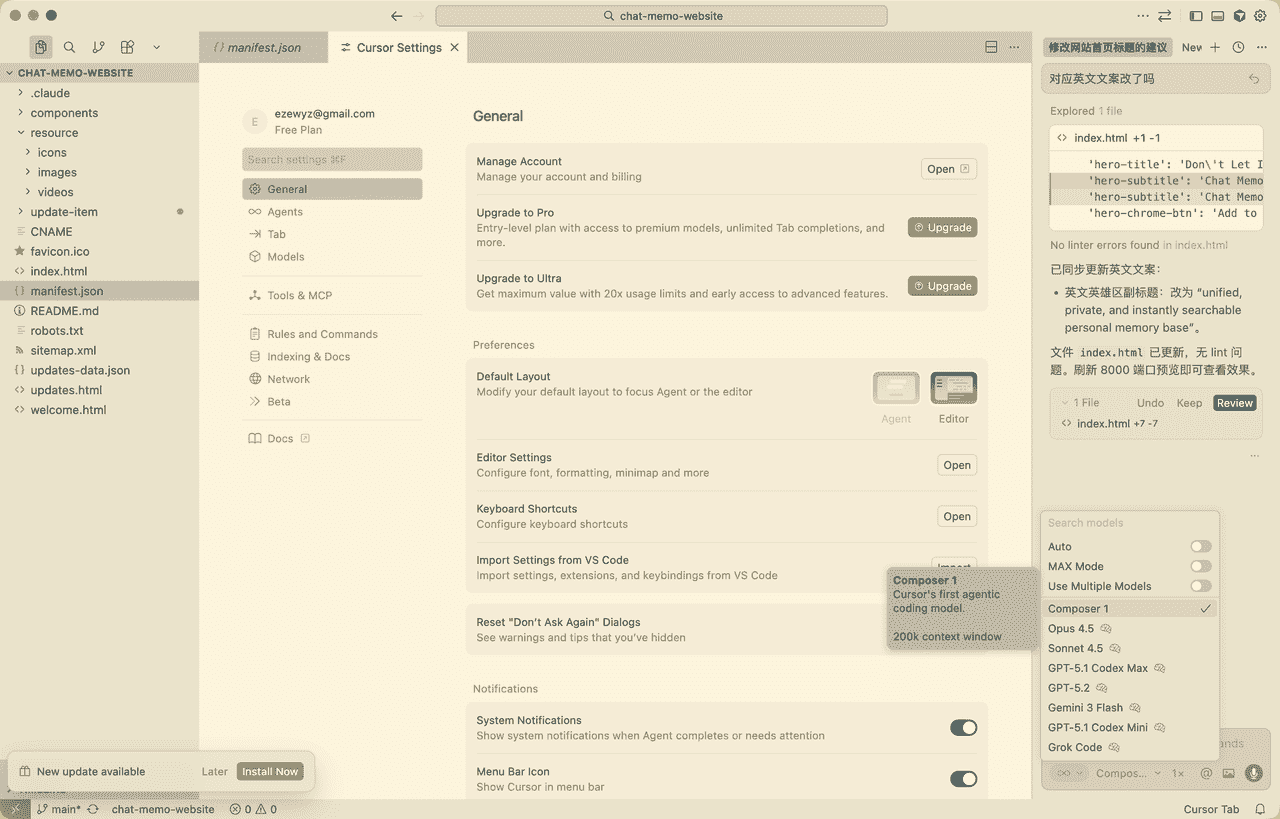 chat-memo-website
CHAT-MEMO-WEBSITE
.claude
components
resource
icons
images
videos
update-item
CNAME
favicon.ico
index.html
manifest.json
README.md
robots.txt
sitemap.xml
updates-data.json
updates.html
welcome.html
manifest.json
Cursor Settings
E
ezewyz@gmail.com
Free Plan
Search settings ⌘F
General
Agents
Tab
Models
Tools & MCP
Rules and Commands
Indexing & Docs
Network
Beta
Docs
General
Manage Account
Manage your account and billing
Open
Upgrade to Pro
Entry-level plan with access to premium models, unlimited Tab completions, and
more.
Upgrade
Upgrade to Ultra
Get maximum value with 20x usage limits and early access to advanced features.
Upgrade
Preferences
Default Layout
Modify your default layout to focus Agent or the editor
Agent
Editor
Editor Settings
Configure font, formatting, minimap and more
Open
Keyboard Shortcuts
Configure keyboard shortcuts
Open
Import Settings from VS Code
Import settings, extensions, and keybindings from VS Code
Import
Reset "Don't Ask Again" Dialogs
See warnings and tips that you've hidden
Notifications
System Notifications
Show system notifications when Agent completes or needs attention
Menu Bar Icon
Show Cursor in menu bar
Composer 1
Cursor's first agentic
coding model.
200k context window
修改网站首页标题的建议
New
对应英文文案改了吗
Explored 1 file
index.html +1 -1
'hero-title': 'Don\'t Let I
'hero-subtitle': 'Chat Memo
'hero-subtitle': 'Chat Memo
'hero-chrome-btn': 'Add to
No linter errors found in index.html
已同步更新英文文案：
• 英文英雄区副标题：改为 “unified,
private, and instantly searchable
personal memory base”。
文件 index.html 已更新，无 lint 问
题。刷新 8000 端口预览即可查看效果。
1 File
Undo
Keep
Review
index.html +7 -7
Search models
Auto
MAX Mode
Use Multiple Models
Composer 1
Opus 4.5
Sonnet 4.5
GPT-5.1 Codex Max
GPT-5.2
Gemini 3 Flash
GPT-5.1 Codex Mini
Grok Code
ands
Compos...
1×
New update available
Later
Install Now
main*
chat-memo-website
0
0
Cursor Tab